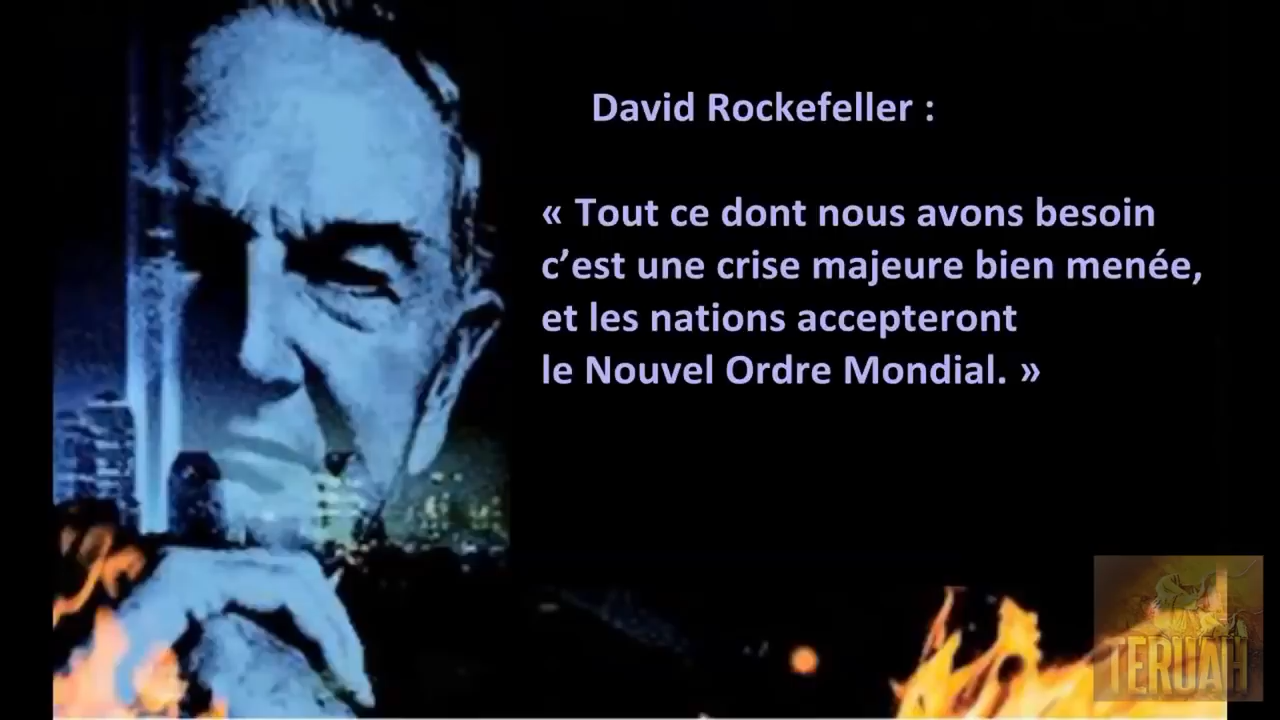 David Rockefeller :
« Tout ce dont nous avons besoin
c’est une crise majeure bien menée,
et les nations accepteront
le Nouvel Ordre Mondial. »
TERUAH